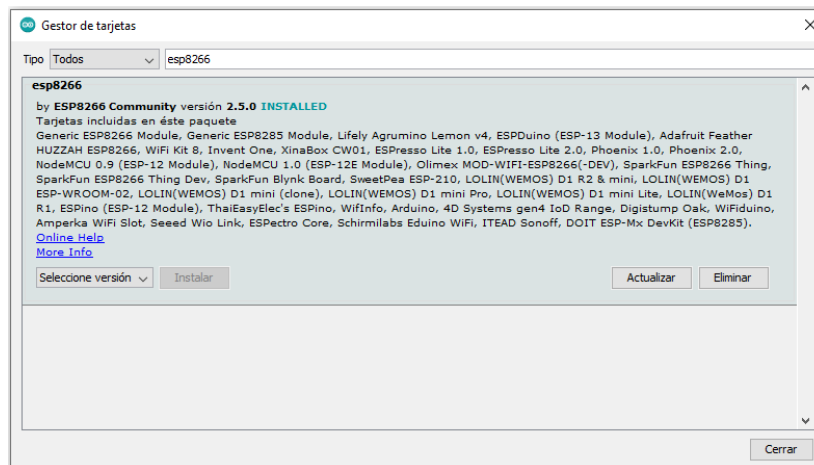 Gestor de tarjetas
Tipo Todos esp8266
esp8266
by ESP8266 Community versión 2.5.0 INSTALLED
Tarjetas incluidas en éste paquete
Generic ESP8266 Module, Generic ESP8285 Module, Lifely Agrumino Lemon v4, ESPDuino (ESP-13 Module), Adafruit Feather
HUZZAH ESP8266, WiFi Kit 8, Invent One, XinaBox CW01, ESPresso Lite 1.0, ESPresso Lite 2.0, Phoenix 1.0, Phoenix 2.0,
NodeMCU 0.9 (ESP-12 Module), NodeMCU 1.0 (ESP-12E Module), Olimex MOD-WIFI-ESP8266(-DEV), SparkFun ESP8266 Thing,
SparkFun ESP8266 Thing Dev, SparkFun Blynk Board, SweetPea ESP-210, LOLIN(WEMOS) D1 R2 & mini, LOLIN(WEMOS) D1
ESP-WROOM-02, LOLIN(WEMOS) D1 mini (clone), LOLIN(WEMOS) D1 mini Pro, LOLIN(WEMOS) D1 mini Lite, LOLIN(WeMos) D1
R1, ESPino (ESP-12 Module), ThaiEasyElec's ESPino, WifInfo, Arduino, 4D Systems gen4 IoD Range, Digistump Oak, WiFiduino,
Amperka WiFi Slot, Seeed Wio Link, ESPectro Core, Schirmilabs Eduino WiFi, ITEAD Sonoff, DOIT ESP-Mx DevKit (ESP8285).
Online Help
More Info
Seleccione versión Instalar Actualizar Eliminar
Cerrar